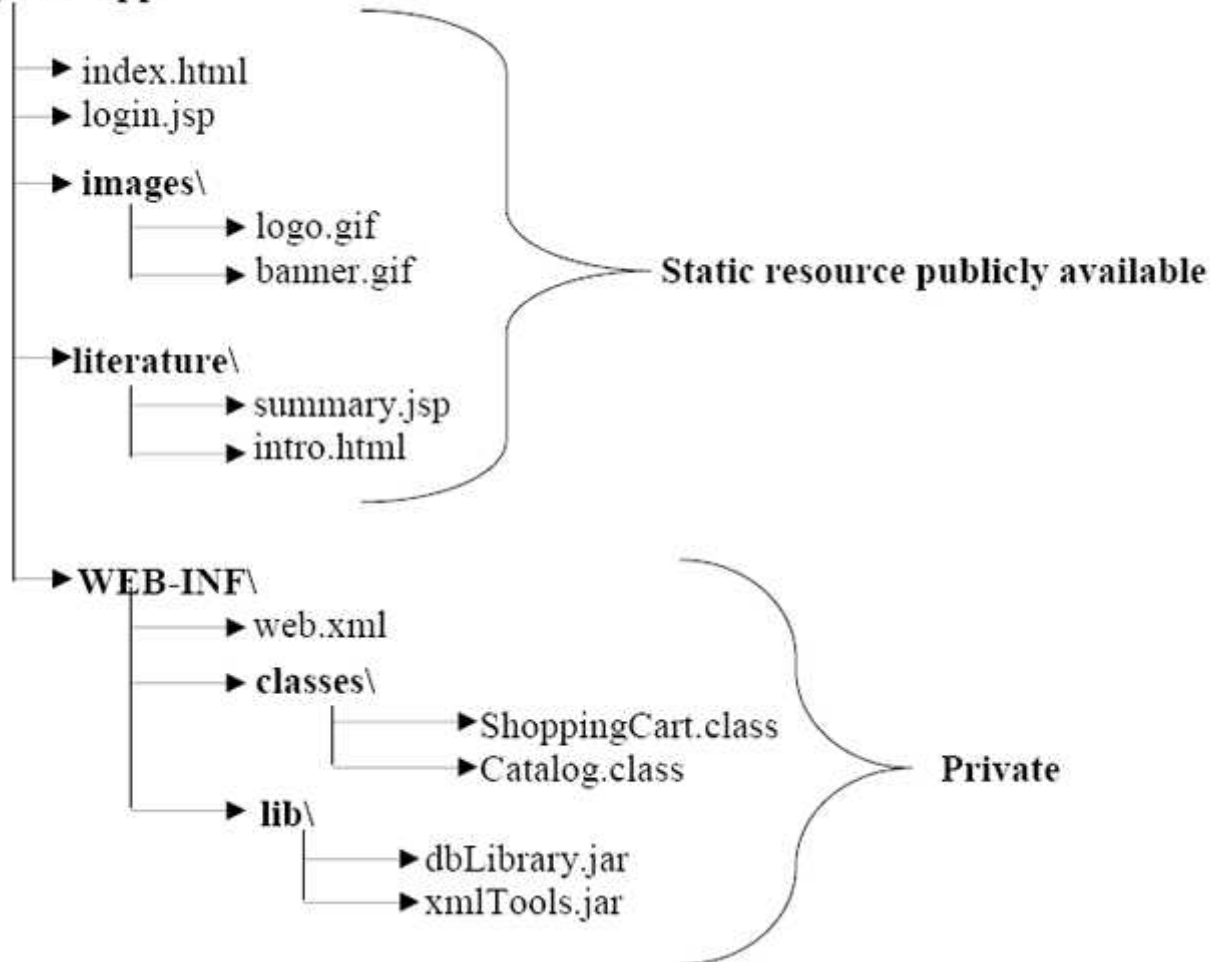 index.html
login.jsp
images\
logo.gif
banner.gif
Static resource publicly available
literature\
summary.jsp
intro.html
WEB-INF\
web.xml
classes\
ShoppingCart.class
Catalog.class
Private
lib\
dbLibrary.jar
xmlTools.jar